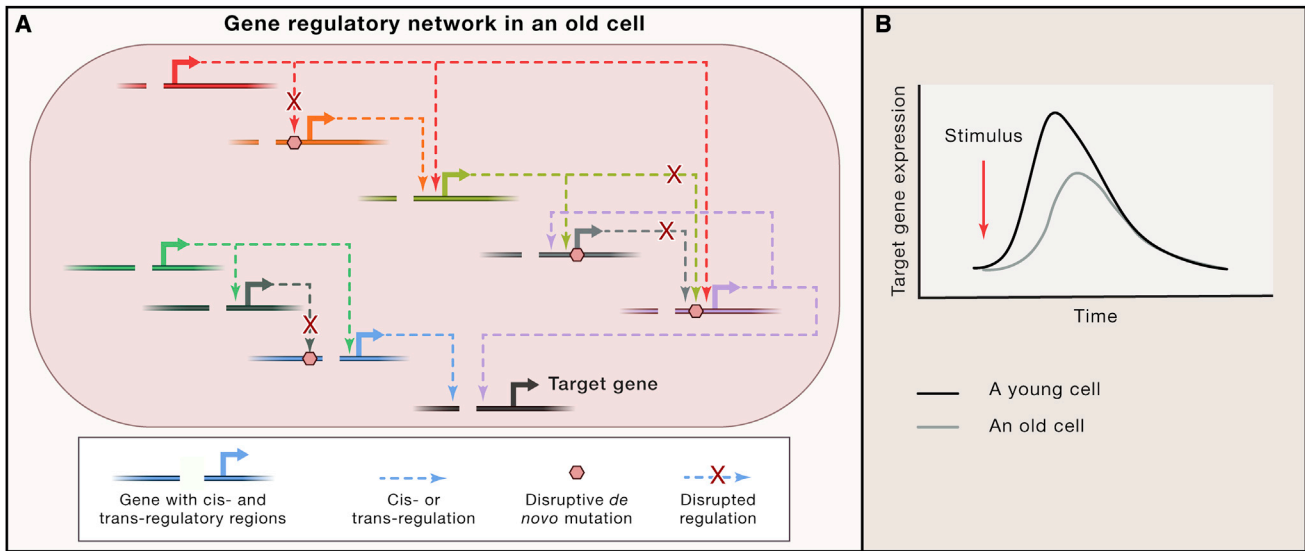 A
Gene regulatory network in an old cell
Target gene
Gene with cis- and
trans-regulatory regions
Cis- or
trans-regulation
Disruptive de
novo mutation
Disrupted
regulation
B
Target gene expression
Stimulus
Time
A young cell
An old cell